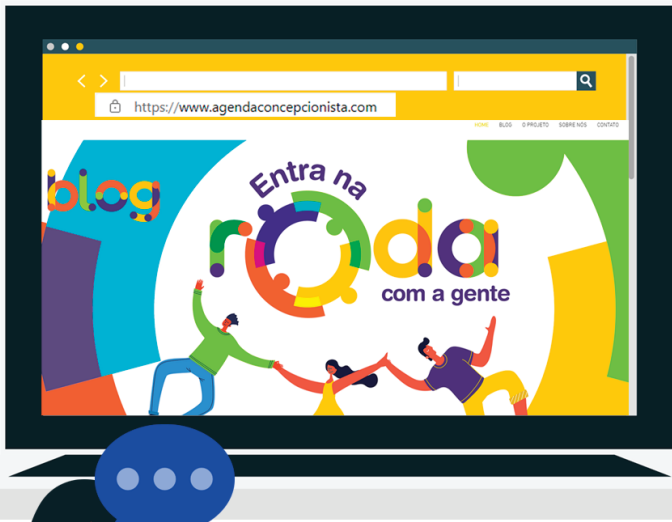 https://www.agendaconcepcionista.com
HOME BLOG O PROJETO SOBRE NÓS CONTATO
blog
Entra na
roda
com a gente